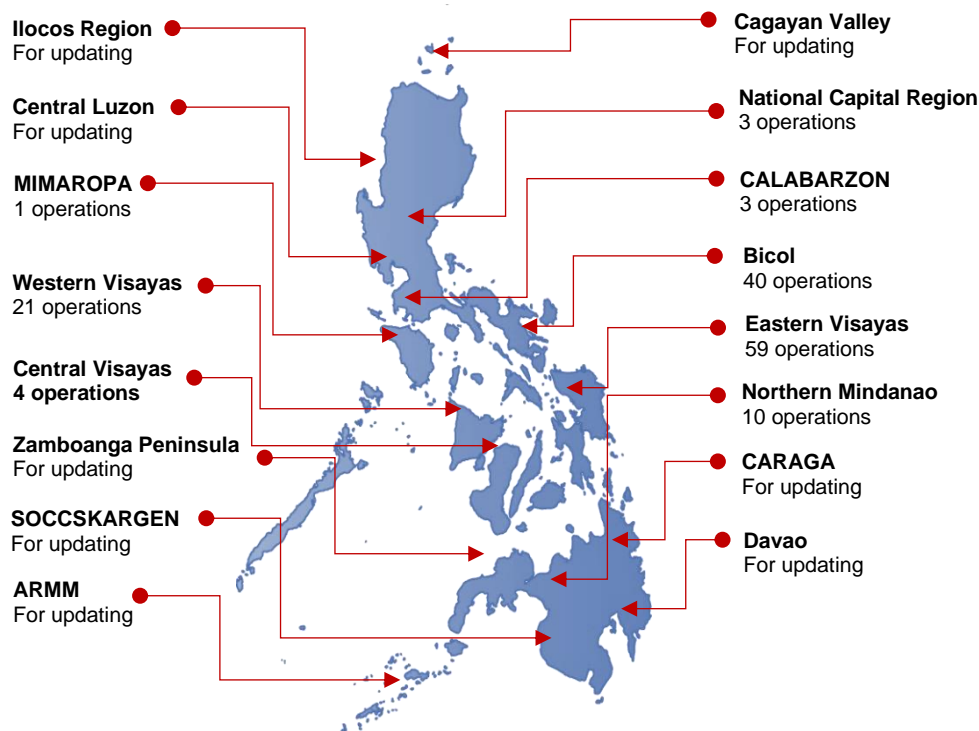 Ilocos Region
For updating
Central Luzon
For updating
MIMAROPA
1 operations
Western Visayas
21 operations
Central Visayas
4 operations
Zamboanga Peninsula
For updating
SOCCSKARGEN
For updating
ARMM
For updating
Cagayan Valley
For updating
National Capital Region
3 operations
CALABARZON
3 operations
Bicol
40 operations
Eastern Visayas
59 operations
Northern Mindanao
10 operations
CARAGA
For updating
Davao
For updating